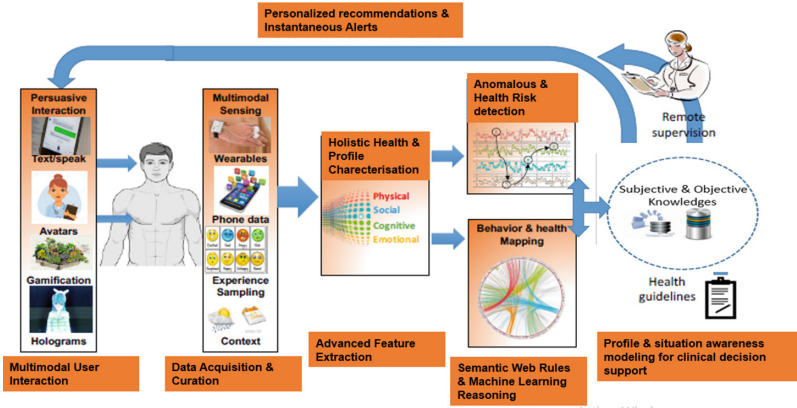 Personalized recommendations &
Instantaneous Alerts
Persuasive
Interaction
Text/speak
Avatars
Gamification
Holograms
Multimodal User
Interaction
Multimodal
Sensing
Wearables
Phone data
Experience
Sampling
Context
Data Acquisition &
Curation
Holistic Health &
Profile
Charecterisation
Physical
Social
Cognitive
Emotional
Advanced Feature
Extraction
Anomalous &
Health Risk
detection
Behavior & health
Mapping
Semantic Web Rules
& Machine Learning
Reasoning
Remote
supervision
Subjective & Objective
Knowledges
Health
guidelines
Profile & situation awareness
modeling for clinical decision
support